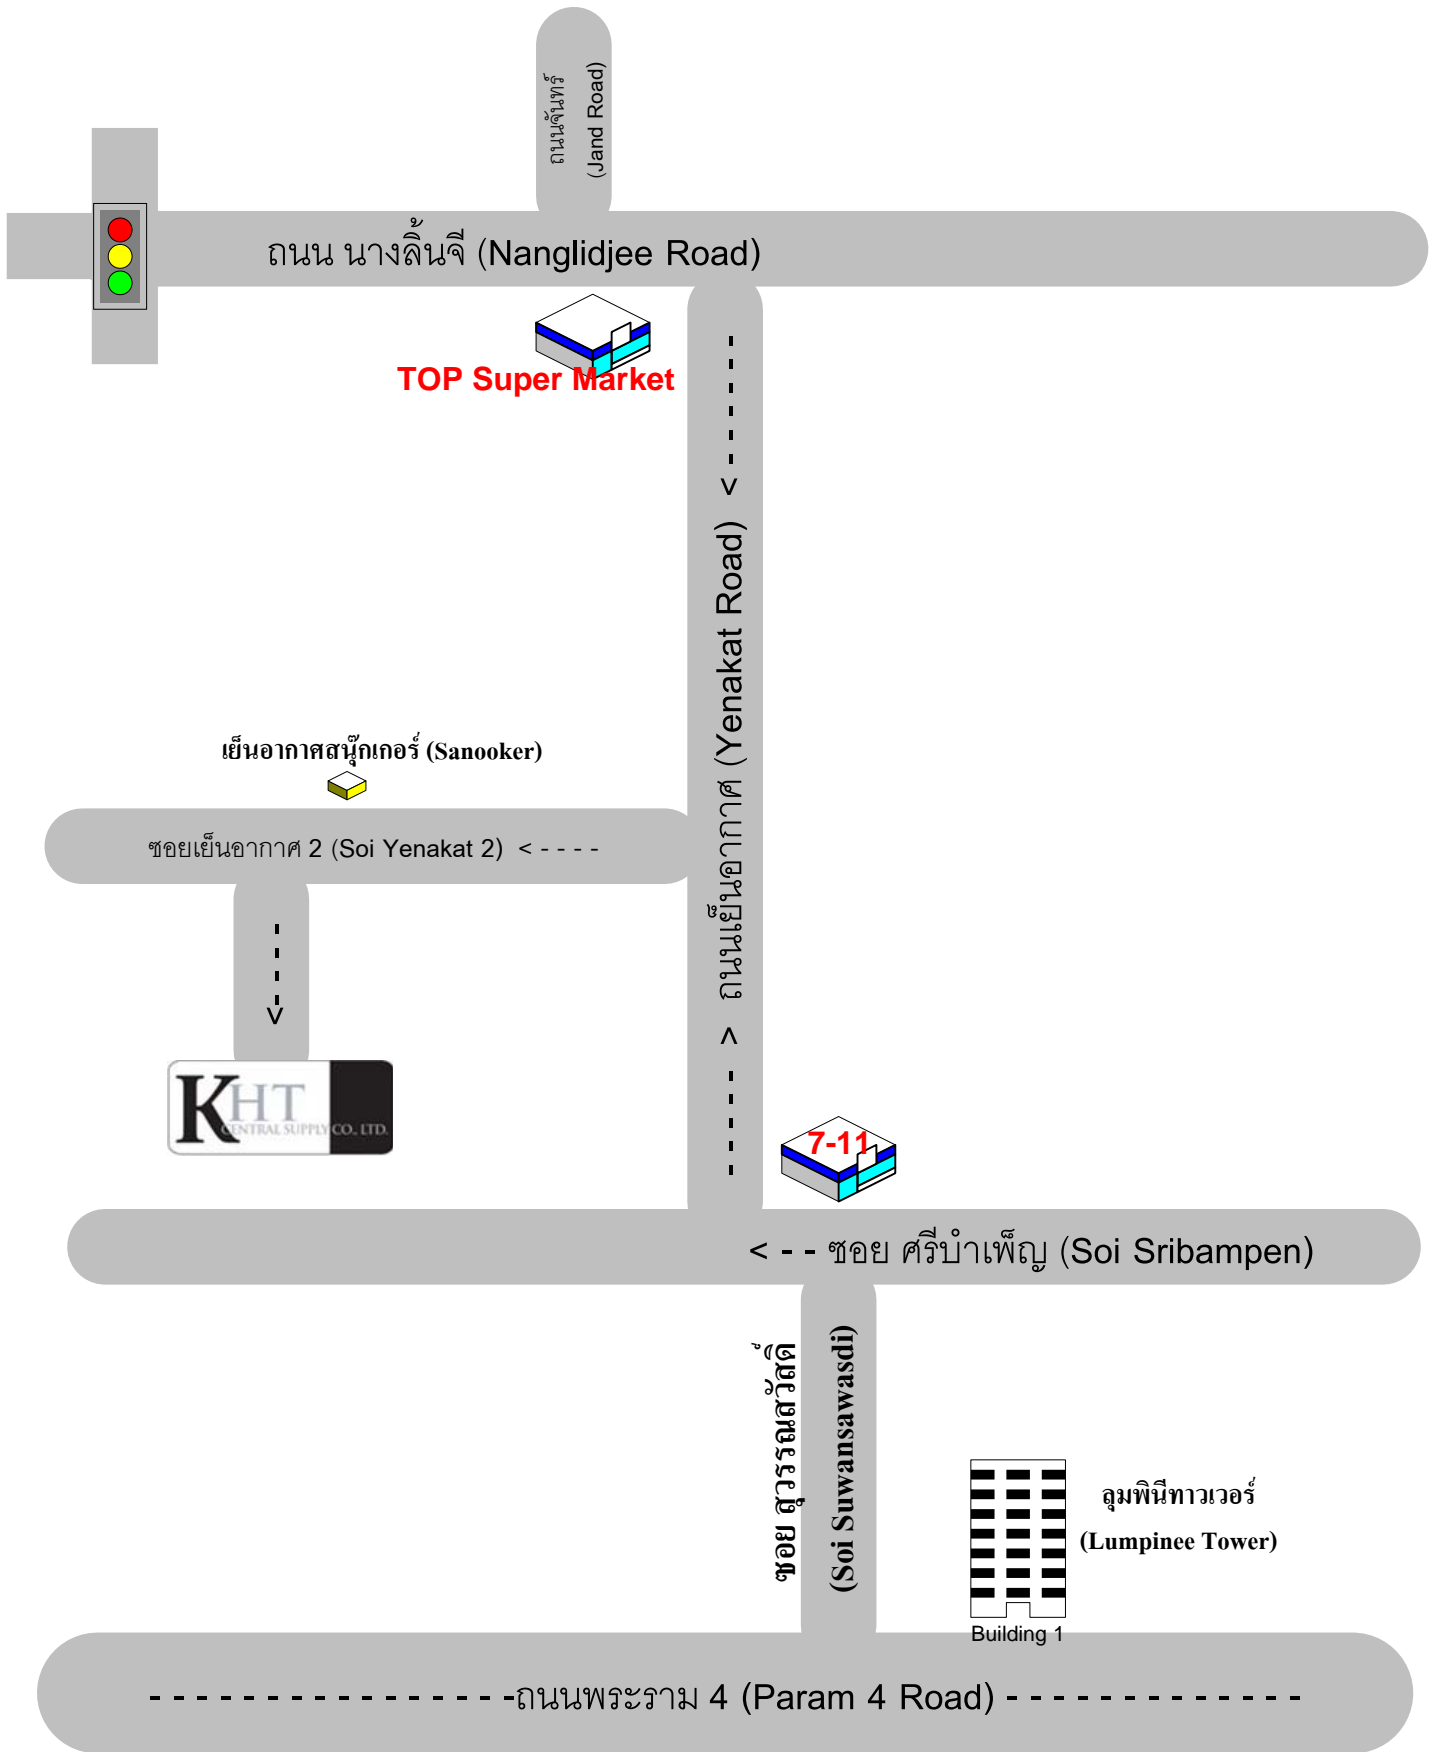 ถนนจันทร์
(Jand Road)
ถนน นางลิ้นจี่ (Nanglidjee Road)
TOP Super Market
ถนนเย็นอากาศ (Yenakat Road)
เย็นอากาศสนุ๊กเกอร์ (Sanooker)
ซอยเย็นอากาศ 2 (Soi Yenakat 2) < - - - -
KHT
CENTRAL SUPPLY CO., LTD.
7-11
< - - ซอย ศรีบำเพ็ญ (Soi Sribampen)
ซอย สุวรรณสวัสดิ์
(Soi Suwansawasdi)
ลุมพินีทาวเวอร์
(Lumpinee Tower)
Building 1
ถนนพระราม 4 (Param 4 Road)